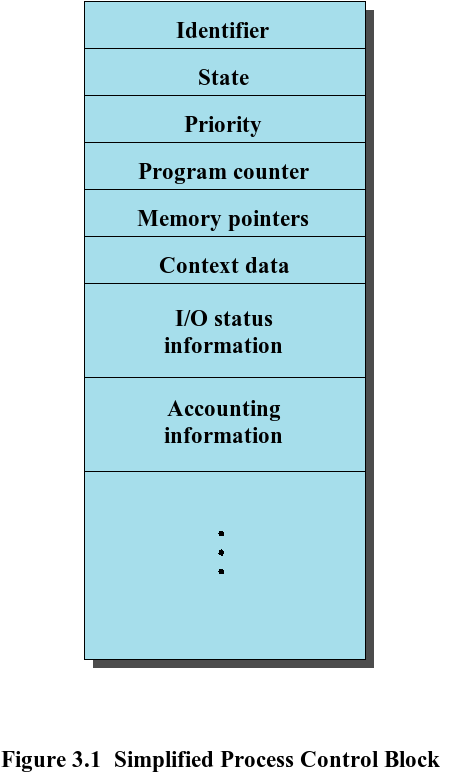 Identifier
State
Priority
Program counter
Memory pointers
Context data
I/O status
information
Accounting
information
Figure 3.1 Simplified Process Control Block